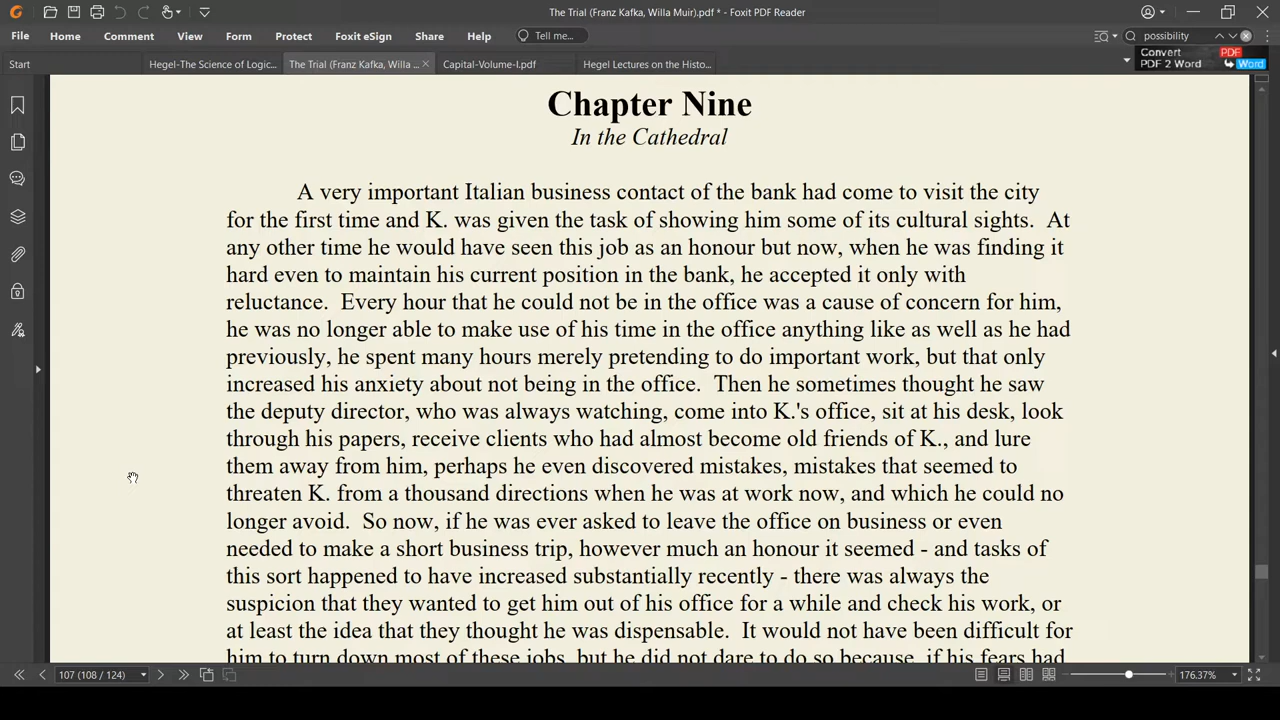 The Trial (Franz Kafka, Willa Muir).pdf * - Foxit PDF Reader
File Home Comment View Form Protect Foxit eSign Share Help Tell me... possibility
Start Hegel-The Science of Logic... The Trial (Franz Kafka, Willa ... Capital-Volume-I.pdf Hegel Lectures on the Histo...
Convert PDF
PDF 2 Word Word
Chapter Nine
In the Cathedral
A very important Italian business contact of the bank had come to visit the city
for the first time and K. was given the task of showing him some of its cultural sights. At
any other time he would have seen this job as an honour but now, when he was finding it
hard even to maintain his current position in the bank, he accepted it only with
reluctance. Every hour that he could not be in the office was a cause of concern for him,
he was no longer able to make use of his time in the office anything like as well as he had
previously, he spent many hours merely pretending to do important work, but that only
increased his anxiety about not being in the office. Then he sometimes thought he saw
the deputy director, who was always watching, come into K.'s office, sit at his desk, look
through his papers, receive clients who had almost become old friends of K., and lure
them away from him, perhaps he even discovered mistakes, mistakes that seemed to
threaten K. from a thousand directions when he was at work now, and which he could no
longer avoid. So now, if he was ever asked to leave the office on business or even
needed to make a short business trip, however much an honour it seemed - and tasks of
this sort happened to have increased substantially recently - there was always the
suspicion that they wanted to get him out of his office for a while and check his work, or
at least the idea that they thought he was dispensable. It would not have been difficult for
him to turn down most of these jobs, but he did not dare to do so because, if his fears had
107 (108 / 124) 176.37%